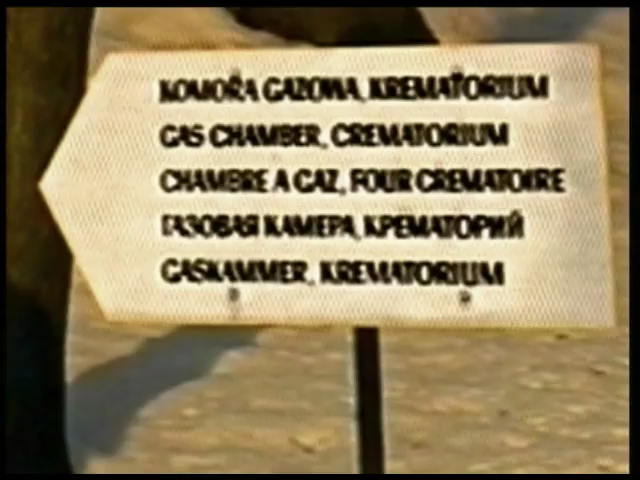 KOMORA GAZOWA, KREMATORIUM
GAS CHAMBER, CREMATORIUM
CHAMBRE A GAZ, FOUR CREMATOIRE
ГАЗОВАЯ КАМЕРА, КРЕМАТОРИЙ
GASKAMMER, KREMATORIUM